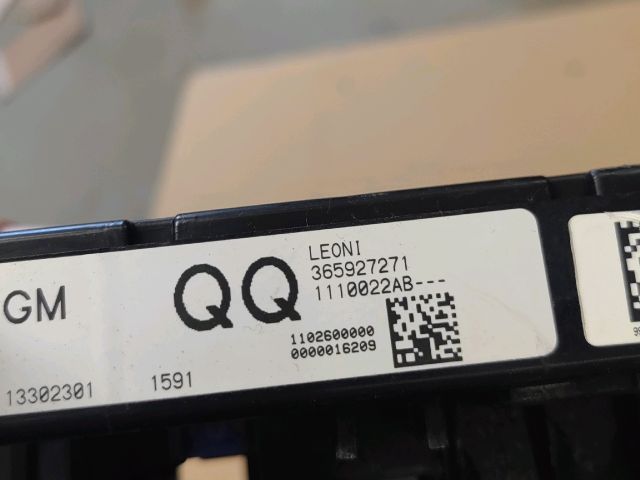 GM
QQ
LEONI
365927271
1110022AB---
1102600000
0000016209
13302301
1591